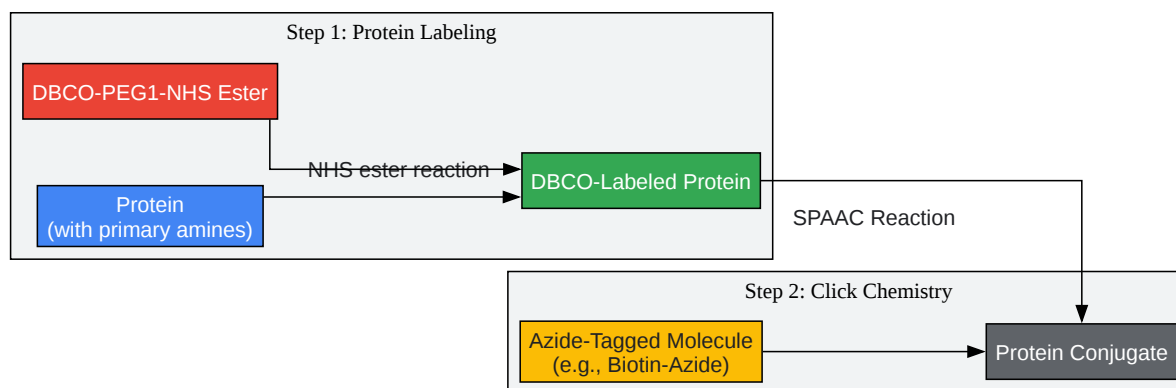 Step 1: Protein Labeling
DBCO-PEG1-NHS Ester
NHS ester reaction
DBCO-Labeled Protein
Protein
(with primary amines)
SPAAC Reaction
Step 2: Click Chemistry
Azide-Tagged Molecule
(e.g., Biotin-Azide)
Protein Conjugate